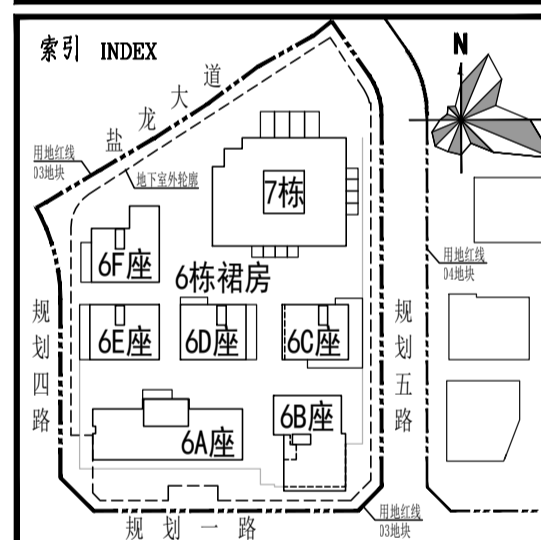 索引 INDEX
N
盐龙大道
用地红线
03地块
地下室外轮廓
7栋
用地红线
04地块
6F座
6栋裙房
6E座
6D座
6C座
规划四路
规划五路
6A座
6B座
用地红线
03地块
规划一路